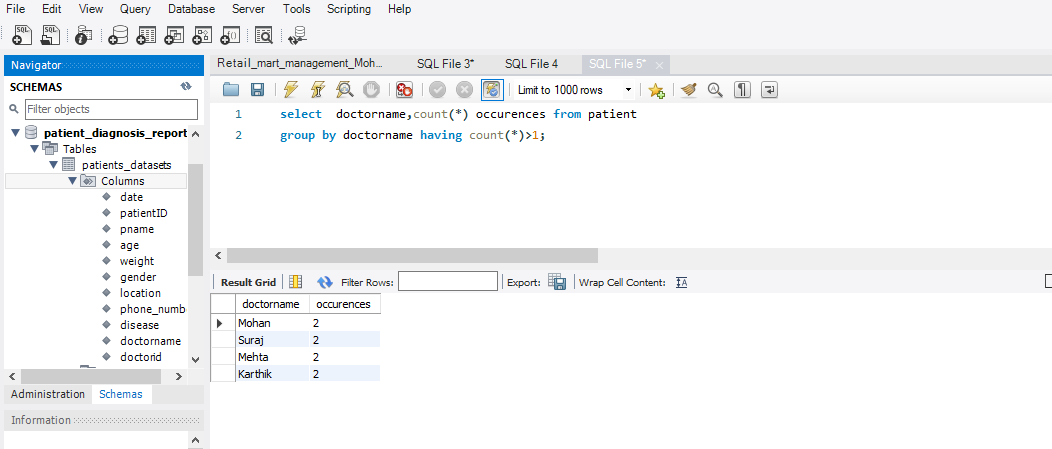 File Edit View Query Database Server Tools Scripting Help
Navigator
SCHEMAS
Filter objects
patient_diagnosis_report
Tables
patients_datasets
Columns
date
patientID
pname
age
weight
gender
location
phone_numb
disease
doctorname
doctorid
Administration Schemas
Information
Retail_mart_management_Moh... SQL File 3* SQL File 4 SQL File 5*
Limit to 1000 rows
1 select doctorname,count(*) occurences from patient
2 group by doctorname having count(*)>1;
Result Grid Filter Rows: Export: Wrap Cell Content:
doctorname occurences
Mohan 2
Suraj 2
Mehta 2
Karthik 2